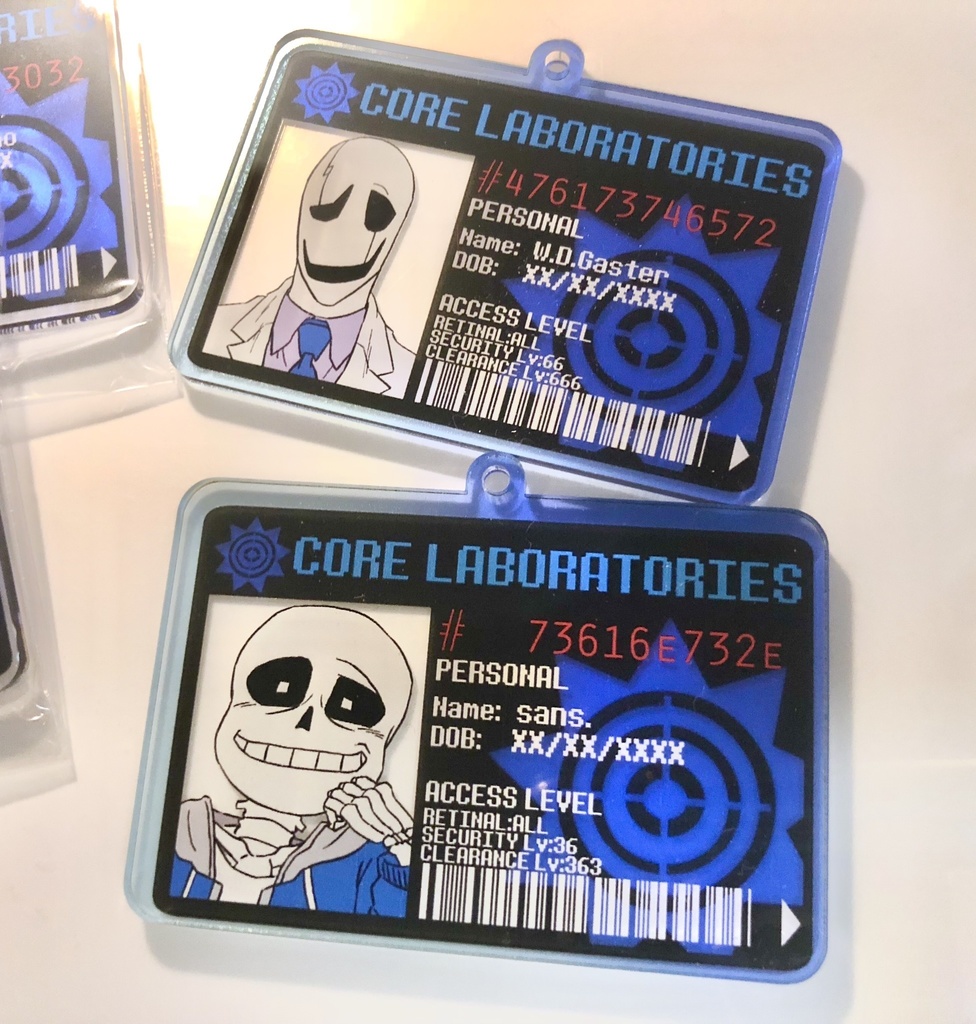 3032
CORE LABORATORIES
#476173746572
PERSONAL
Name: W.D.Gaster
DOB: XX/XX/XXXX
ACCESS LEVEL
RETINAL:ALL
SECURITY Lv:66
CLEARANCE Lv:666
CORE LABORATORIES
# 73616E732E
PERSONAL
Name: sans.
DOB: XX/XX/XXXX
ACCESS LEVEL
RETINAL:ALL
SECURITY Lv:36
CLEARANCE Lv:363